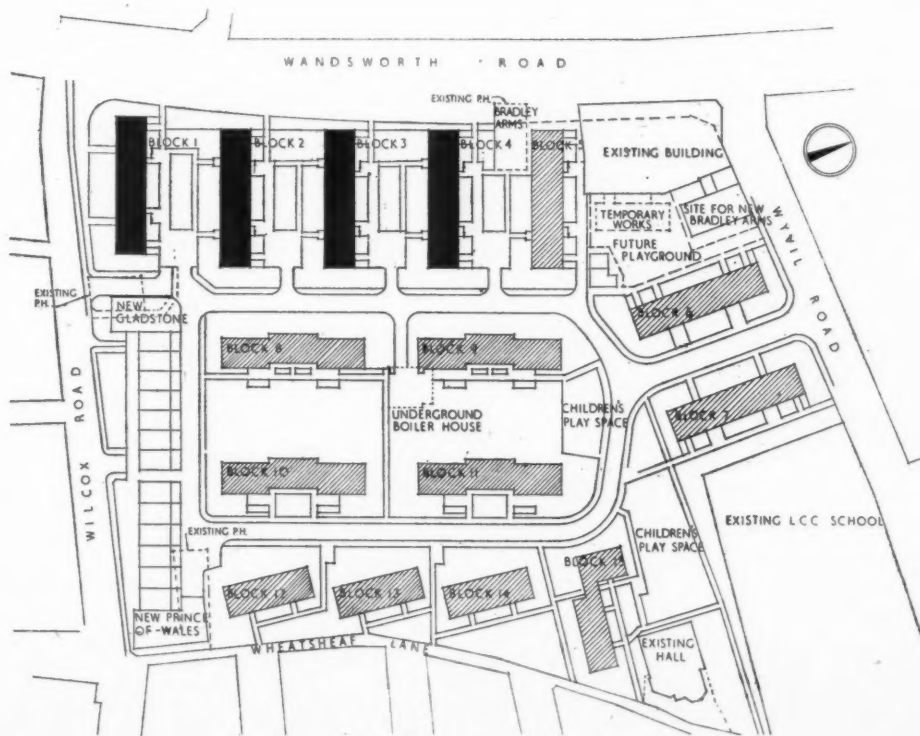 WANDSWORTH ROAD
EXISTING P.H.
BRADLEY
ARMS
BLOCK 1
BLOCK 2
BLOCK 3
BLOCK 4
BLOCK 5
EXISTING BUILDING
TEMPORARY
WORKS
SITE FOR NEW
BRADLEY ARMS
FUTURE
PLAYGROUND
WYVIL ROAD
EXISTING
P.H.
NEW
GLADSTONE
BLOCK 6
BLOCK 8
BLOCK 9
BLOCK 7
WILCOX ROAD
UNDERGROUND
BOILER HOUSE
CHILDREN'S
PLAY SPACE
BLOCK 10
BLOCK 11
EXISTING LCC SCHOOL
EXISTING P.H.
CHILDREN'S
PLAY SPACE
BLOCK 12
BLOCK 13
BLOCK 14
BLOCK 15
NEW PRINCE
-OF-WALES
WHEATSHEAF LANE
EXISTING
HALL